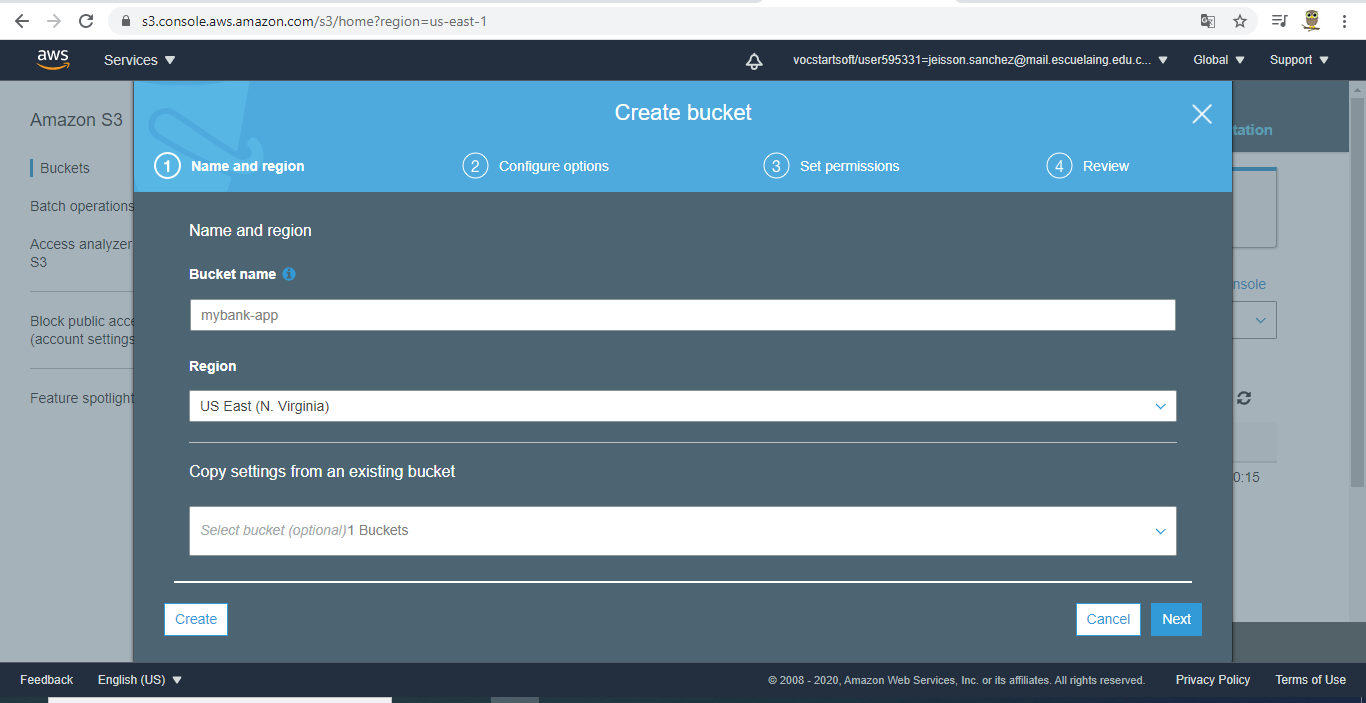 s3.console.aws.amazon.com/s3/home?region=us-east-1
aws
Services
vocstartsoft/user595331=jeisson.sanchez@mail.escuelaing.edu.c...
Global
Support
Amazon S3
Buckets
Batch operations
Access analyzer
S3
Block public acce
(account settings
Feature spotlight
Create bucket
1 Name and region
2 Configure options
3 Set permissions
4 Review
Name and region
Bucket name
mybank-app
Region
US East (N. Virginia)
Copy settings from an existing bucket
Select bucket (optional)1 Buckets
Create
Cancel
Next
tation
nsole
0:15
Feedback
English (US)
© 2008 - 2020, Amazon Web Services, Inc. or its affiliates. All rights reserved.
Privacy Policy
Terms of Use